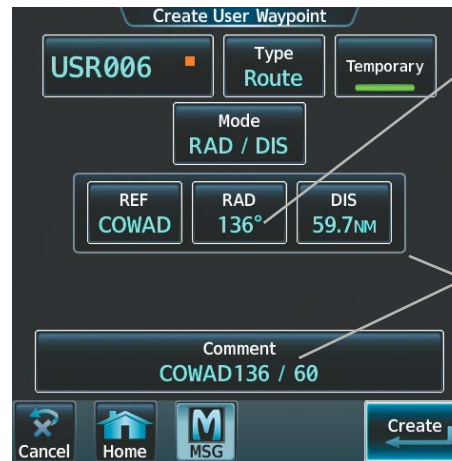 Create User Waypoint
USR006
Type
Route
Temporary
Mode
RAD / DIS
REF
COWAD
RAD
136°
DIS
59.7NM
Comment
COWAD136 / 60
Cancel
Home
M
MSG
Create